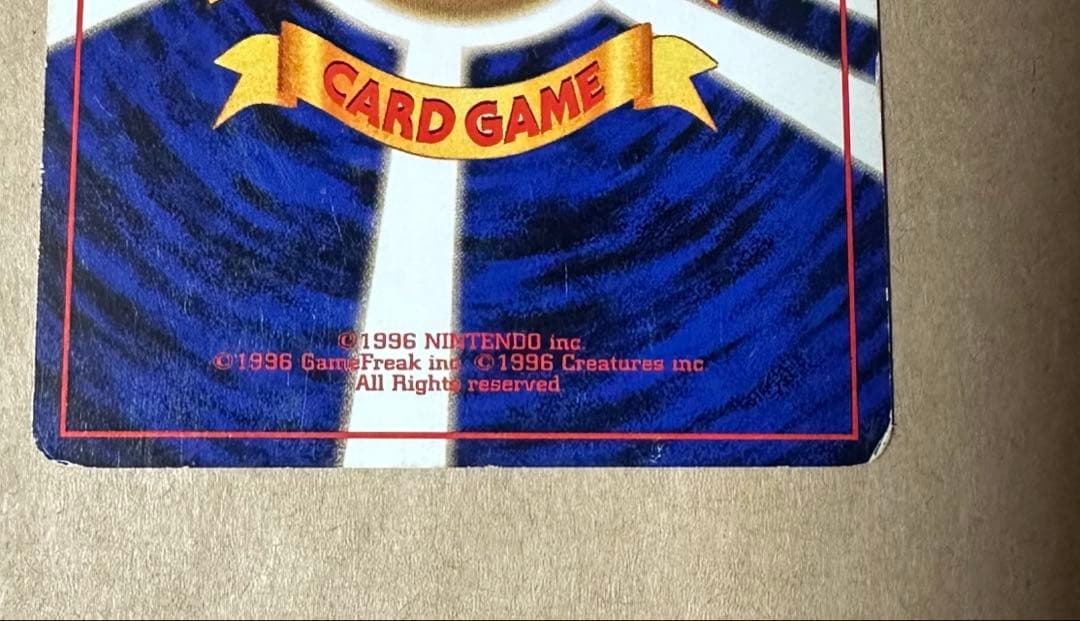 CARD GAME
©1996 NINTENDO inc
©1996 GameFreak inc ©1996 Creatures inc
All Rights reserved